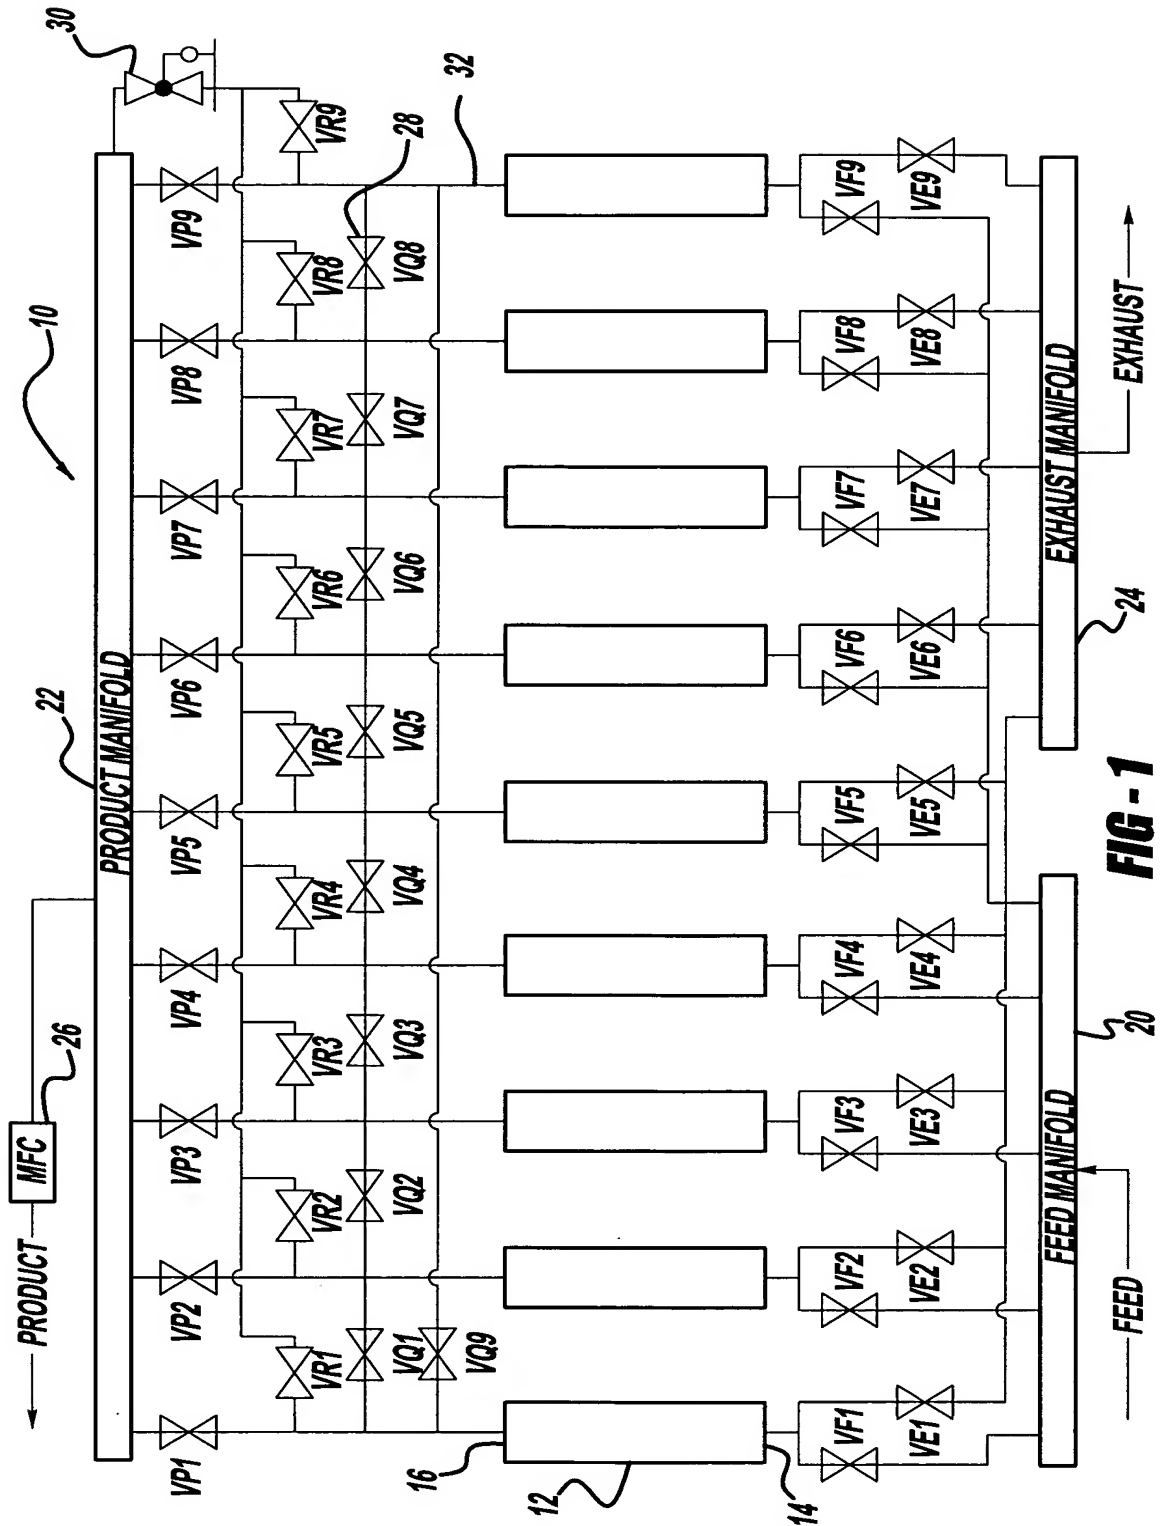 PRODUCT
MFC
26
22
10
30
PRODUCT MANIFOLD
VP1
VP2
VP3
VP4
VP5
VP6
VP7
VP8
VP9
VR1
VR2
VR3
VR4
VR5
VR6
VR7
VR8
VR9
VQ1
VQ2
VQ3
VQ4
VQ5
VQ6
VQ7
VQ8
28
VQ9
32
16
12
14
VF1
VF2
VF3
VF4
VF5
VF6
VF7
VF8
VF9
VE1
VE2
VE3
VE4
VE5
VE6
VE7
VE8
VE9
FEED MANIFOLD
EXHAUST MANIFOLD
FEED
20
24
EXHAUST
FIG - 1